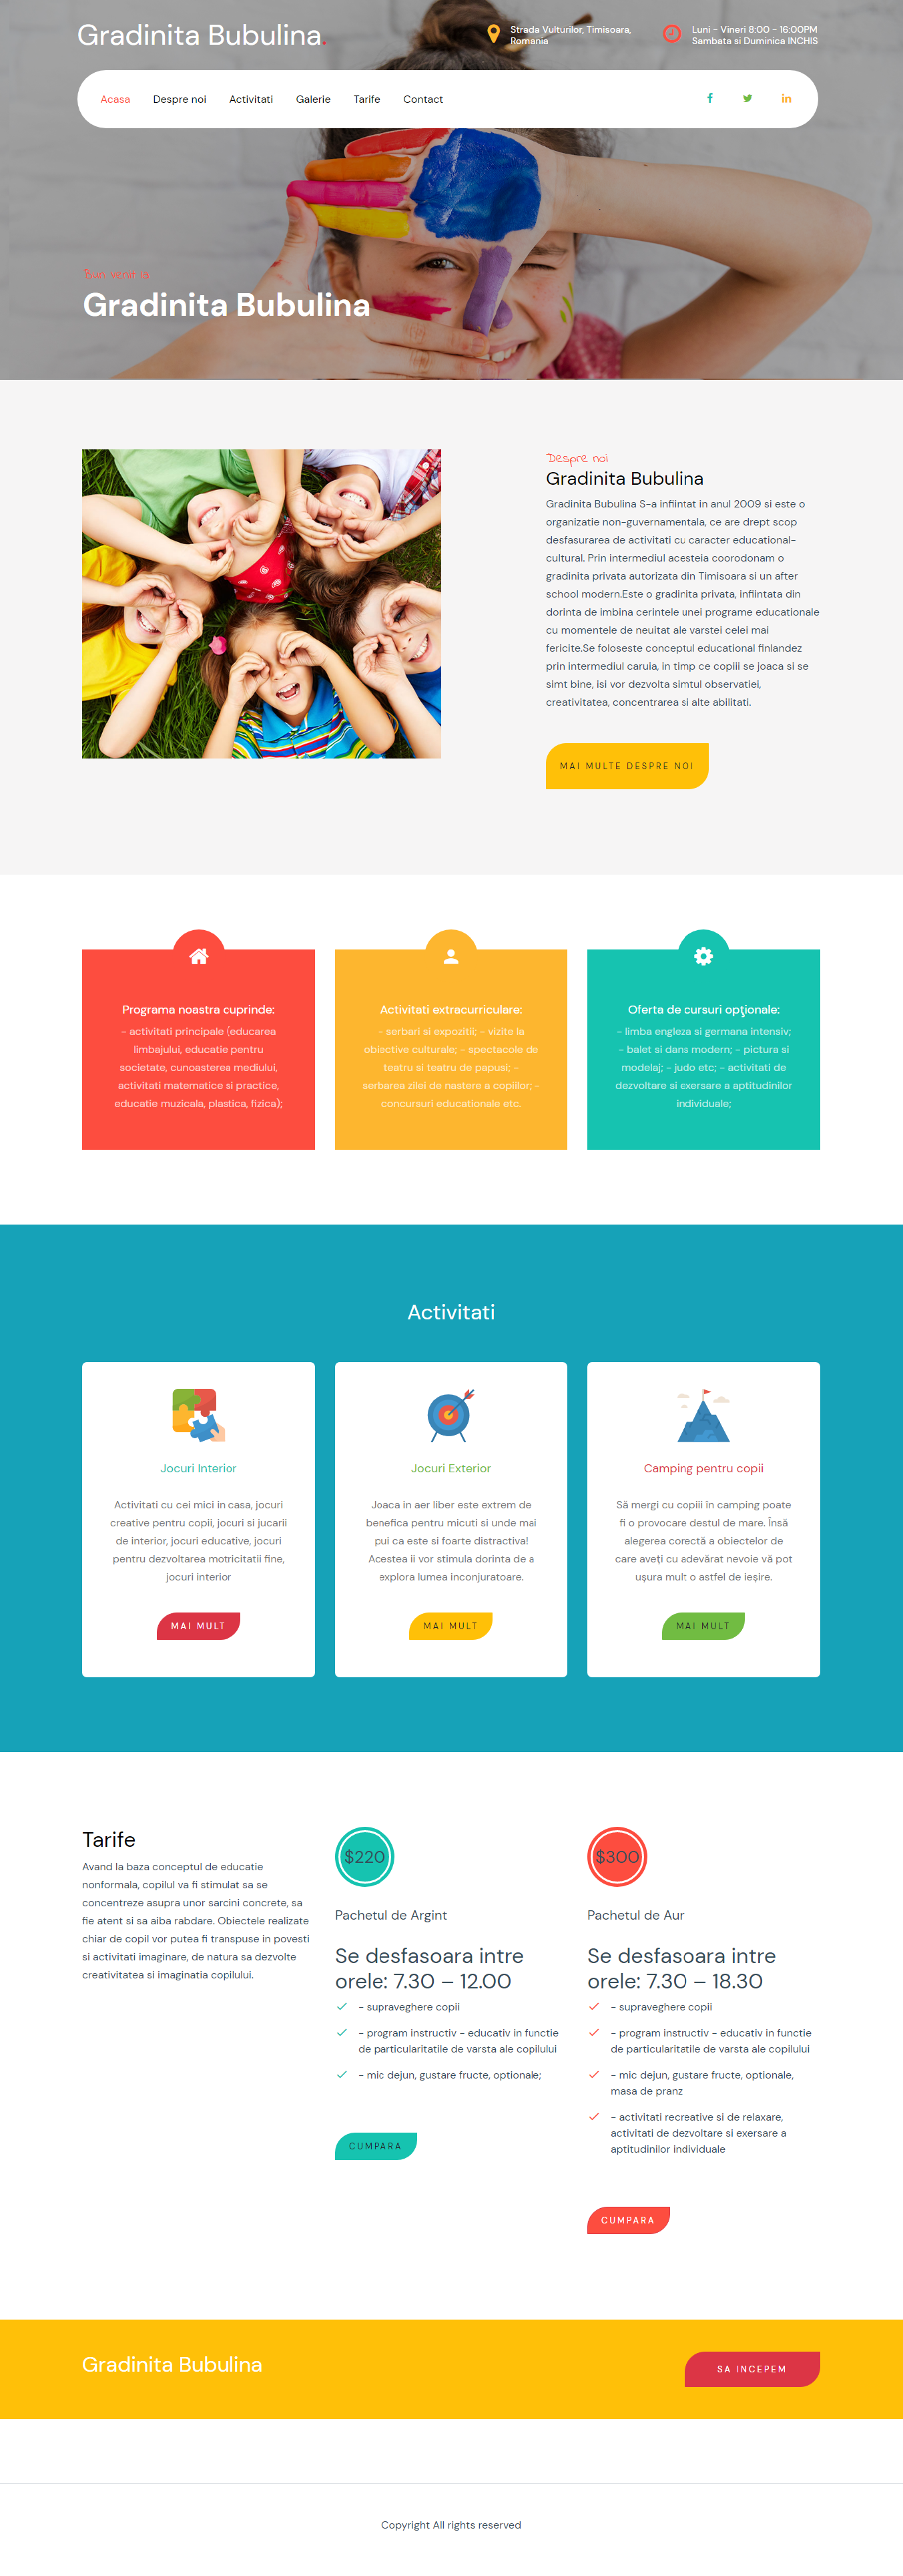 Gradinita Bubulina.
Strada Vulturilor, Timisoara,
Romania
Luni - Vineri 8:00 - 16:00PM
Sambata si Duminica INCHIS
Acasa
Despre noi
Activitati
Galerie
Tarife
Contact
Bun venit la
Gradinita Bubulina
Despre noi
Gradinita Bubulina
Gradinita Bubulina S-a infiintat in anul 2009 si este o
organizatie non-guvernamentala, ce are drept scop
desfasurarea de activitati cu caracter educational-
cultural. Prin intermediul acesteia coorodonam o
gradinita privata autorizata din Timisoara si un after
school modern.Este o gradinita privata, infiintata din
dorinta de imbina cerintele unei programe educationale
cu momentele de neuitat ale varstei celei mai
fericite.Se foloseste conceptul educational finlandez
prin intermediul caruia, in timp ce copiii se joaca si se
simt bine, isi vor dezvolta simtul observatiei,
creativitatea, concentrarea si alte abilitati.
MAI MULTE DESPRE NOI
Programa noastra cuprinde:
- activitati principale (educarea
limbajului, educatie pentru
societate, cunoasterea mediului,
activitati matematice si practice,
educatie muzicala, plastica, fizica);
Activitati extracurriculare:
- serbari si expozitii; - vizite la
obiective culturale; - spectacole de
teatru si teatru de papusi; -
serbarea zilei de nastere a copiilor; -
concursuri educationale etc.
Oferta de cursuri opţionale:
- limba engleza si germana intensiv;
- balet si dans modern; - pictura si
modelaj; - judo etc; - activitati de
dezvoltare si exersare a aptitudinilor
individuale;
Activitati
Jocuri Interior
Activitati cu cei mici in casa, jocuri
creative pentru copii, jocuri si jucarii
de interior, jocuri educative, jocuri
pentru dezvoltarea motricitatii fine,
jocuri interior
MAI MULT
Jocuri Exterior
Joaca in aer liber este extrem de
benefica pentru micuti si unde mai
pui ca este si foarte distractiva!
Acestea ii vor stimula dorinta de a
explora lumea inconjuratoare.
MAI MULT
Camping pentru copii
Să mergi cu copiii în camping poate
fi o provocare destul de mare. Însă
alegerea corectă a obiectelor de
care aveți cu adevărat nevoie vă pot
ușura mult o astfel de ieșire.
MAI MULT
Tarife
Avand la baza conceptul de educatie
nonformala, copilul va fi stimulat sa se
concentreze asupra unor sarcini concrete, sa
fie atent si sa aiba rabdare. Obiectele realizate
chiar de copil vor putea fi transpuse in povesti
si activitati imaginare, de natura sa dezvolte
creativitatea si imaginatia copilului.
$220
Pachetul de Argint
Se desfasoara intre
orele: 7.30 – 12.00
- supraveghere copii
- program instructiv - educativ in functie
de particularitatile de varsta ale copilului
- mic dejun, gustare fructe, optionale;
CUMPARA
$300
Pachetul de Aur
Se desfasoara intre
orele: 7.30 – 18.30
- supraveghere copii
- program instructiv - educativ in functie
de particularitatile de varsta ale copilului
- mic dejun, gustare fructe, optionale,
masa de pranz
- activitati recreative si de relaxare,
activitati de dezvoltare si exersare a
aptitudinilor individuale
CUMPARA
Gradinita Bubulina
SA INCEPEM
Copyright All rights reserved